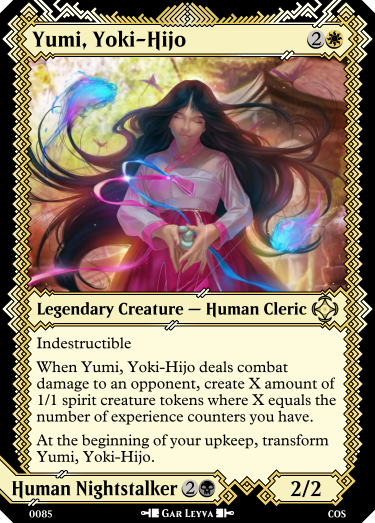 Yumi, Yoki-Hijo 2
Legendary Creature — Human Cleric
Indestructible
When Yumi, Yoki-Hijo deals combat
damage to an opponent, create X amount of
1/1 spirit creature tokens where X equals the
number of experience counters you have.
At the beginning of your upkeep, transform
Yumi, Yoki-Hijo.
Human Nightstalker 2 2/2
0085 Gar Leyva COS